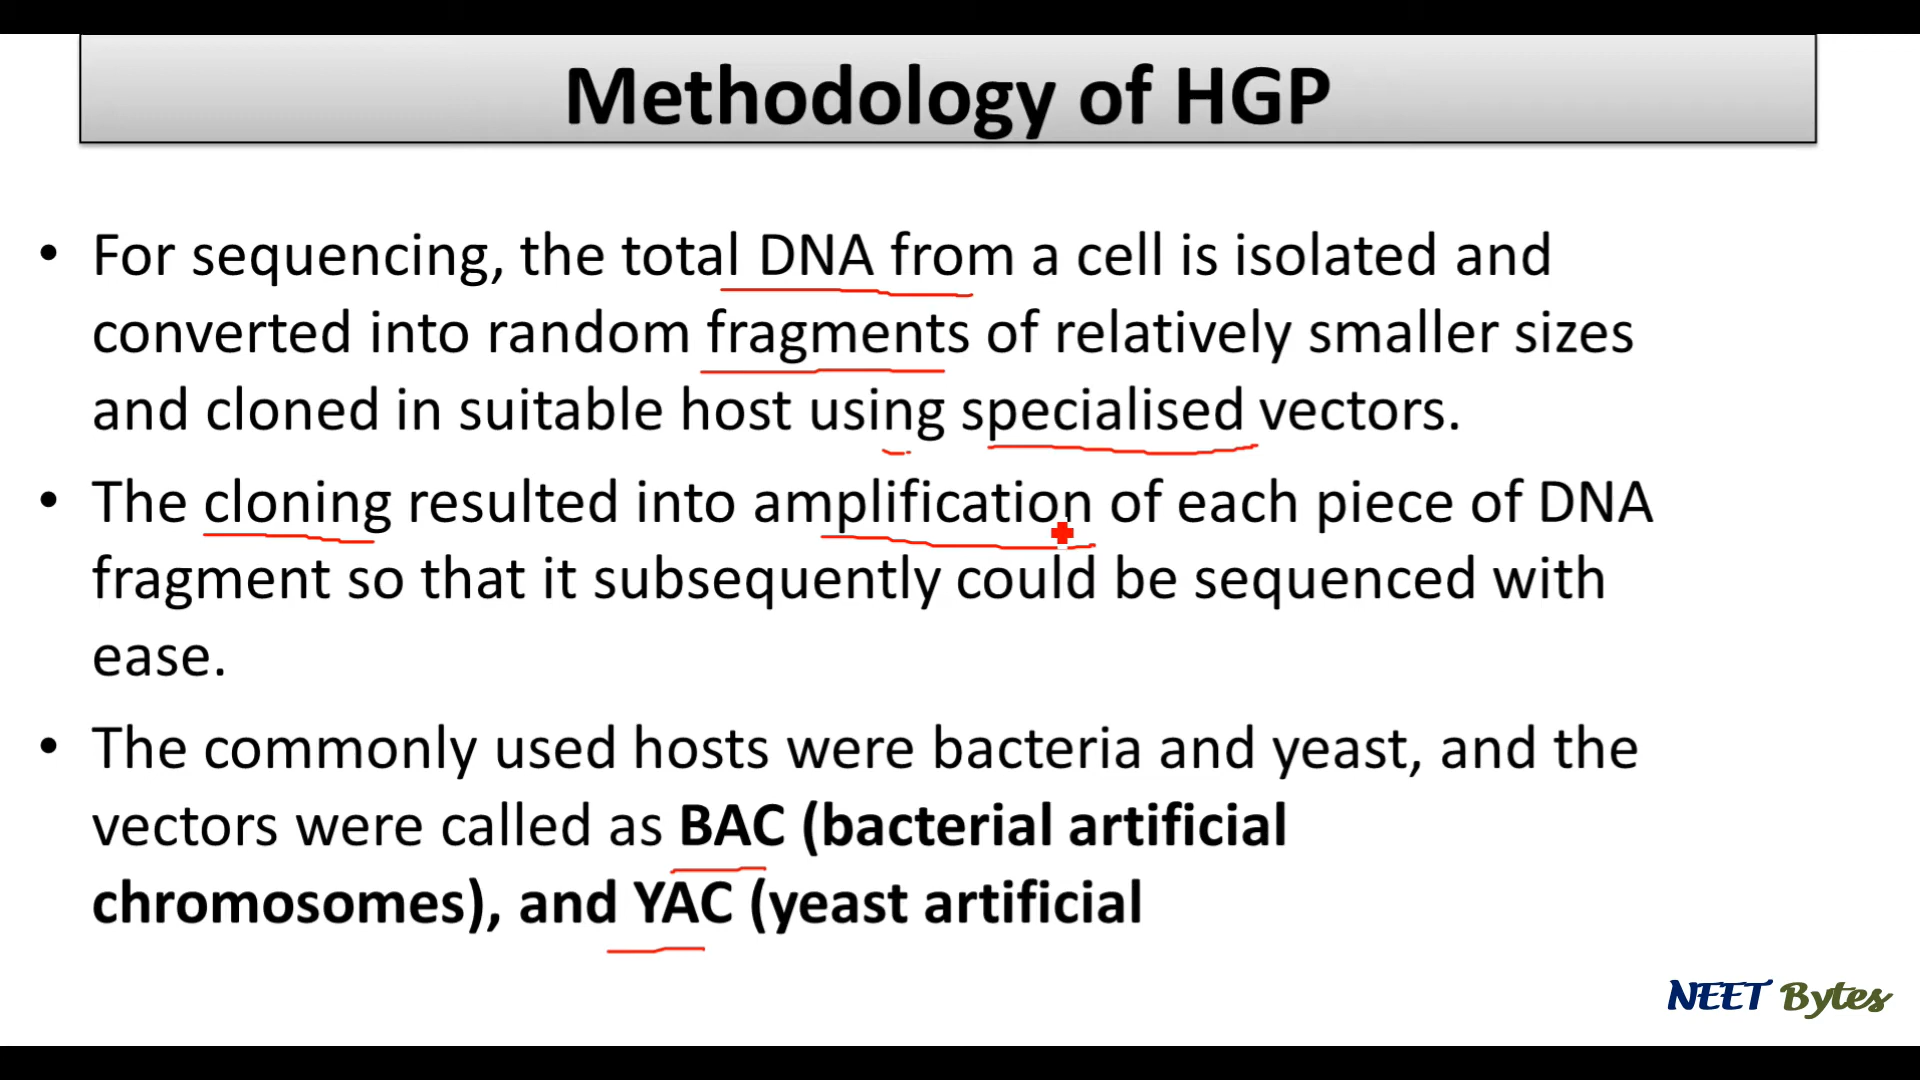 Methodology of HGP
• For sequencing, the total DNA from a cell is isolated and
converted into random fragments of relatively smaller sizes
and cloned in suitable host using specialised vectors.
• The cloning resulted into amplification of each piece of DNA
fragment so that it subsequently could be sequenced with
ease.
• The commonly used hosts were bacteria and yeast, and the
vectors were called as BAC (bacterial artificial
chromosomes), and YAC (yeast artificial
NEET Bytes